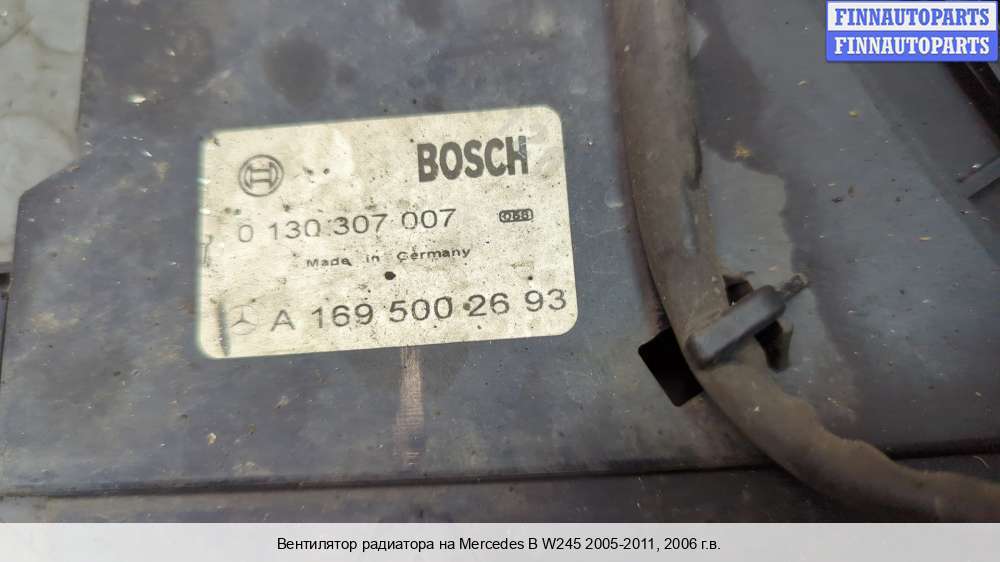 FINNAUTOPARTS
FINNAUTOPARTS
BOSCH
0 130 307 007
Made in Germany
A 169 500 26 93
Вентилятор радиатора на Mercedes B W245 2005-2011, 2006 г.в.